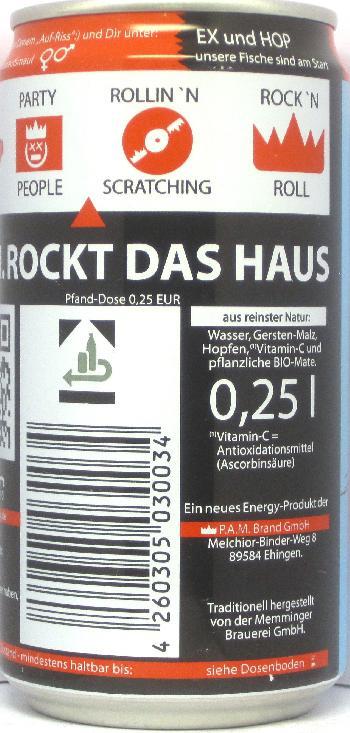 Deinem „Auf-Riss“;) und Dir unter:
EX und HOP
unsere Fische sind am Start
PARTY
PEOPLE
ROLLIN`N
SCRATCHING
ROCK`N
ROLL
ROCKT DAS HAUS
Pfand-Dose 0,25 EUR
aus reinster Natur:
Wasser, Gersten-Malz,
Hopfen,⁽*⁾Vitamin-C und
pflanzliche BIO-Mate.
0,25 l
⁽*⁾Vitamin-C =
Antioxidationsmittel
(Ascorbinsäure)
Ein neues Energy-Produkt der
P.A.M. Brand GmbH
Melchior-Binder-Weg 8
89584 Ehingen.
Traditionell hergestellt
von der Memminger
Brauerei GmbH.
4 260305 030034
mindestens haltbar bis:
siehe Dosenboden